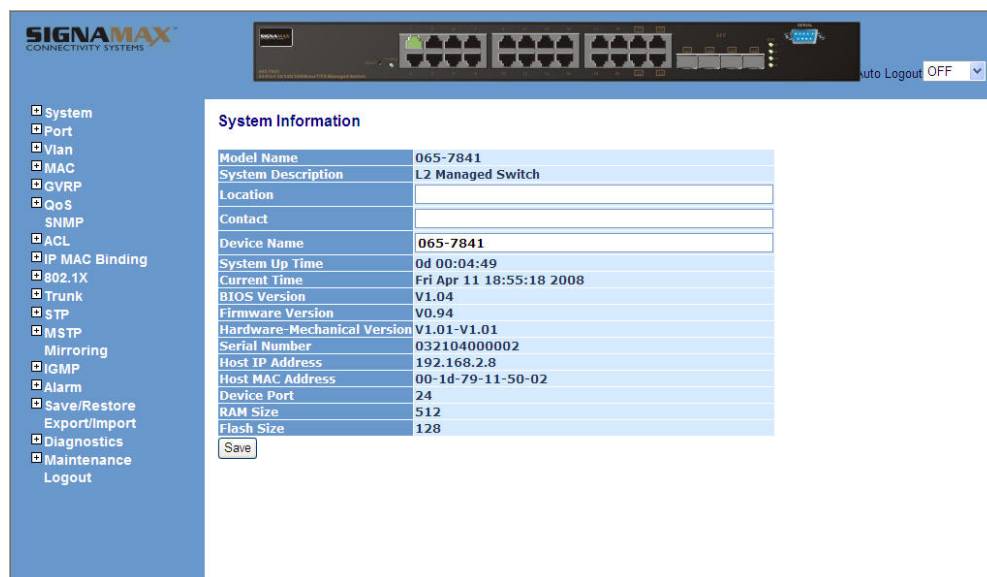 SIGNAMAX
CONNECTIVITY SYSTEMS
SIGNAMAX
SFP
Auto Logout OFF
System
Port
Vlan
MAC
GVRP
QoS
SNMP
ACL
IP MAC Binding
802.1X
Trunk
STP
MSTP
Mirroring
IGMP
Alarm
Save/Restore
Export/Import
Diagnostics
Maintenance
Logout
System Information
Model Name 065-7841
System Description L2 Managed Switch
Location
Contact
Device Name 065-7841
System Up Time 0d 00:04:49
Current Time Fri Apr 11 18:55:18 2008
BIOS Version V1.04
Firmware Version V0.94
Hardware-Mechanical Version V1.01-V1.01
Serial Number 032104000002
Host IP Address 192.168.2.8
Host MAC Address 00-1d-79-11-50-02
Device Port 24
RAM Size 512
Flash Size 128
Save